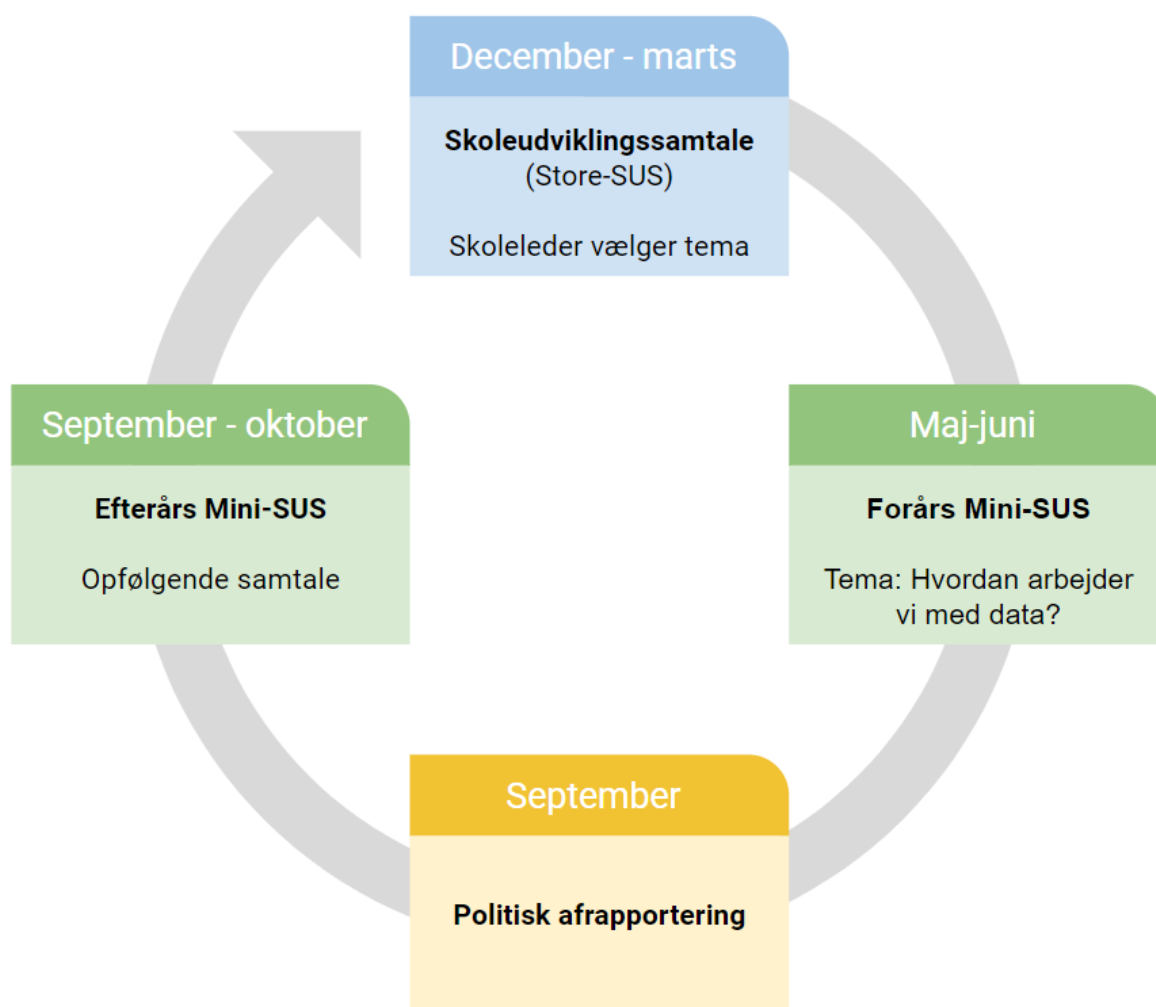 December - marts
Skoleudviklingssamtale
(Store-SUS)
Skoleleder vælger tema
Maj-juni
Forårs Mini-SUS
Tema: Hvordan arbejder
vi med data?
September
Politisk afrapportering
September - oktober
Efterårs Mini-SUS
Opfølgende samtale